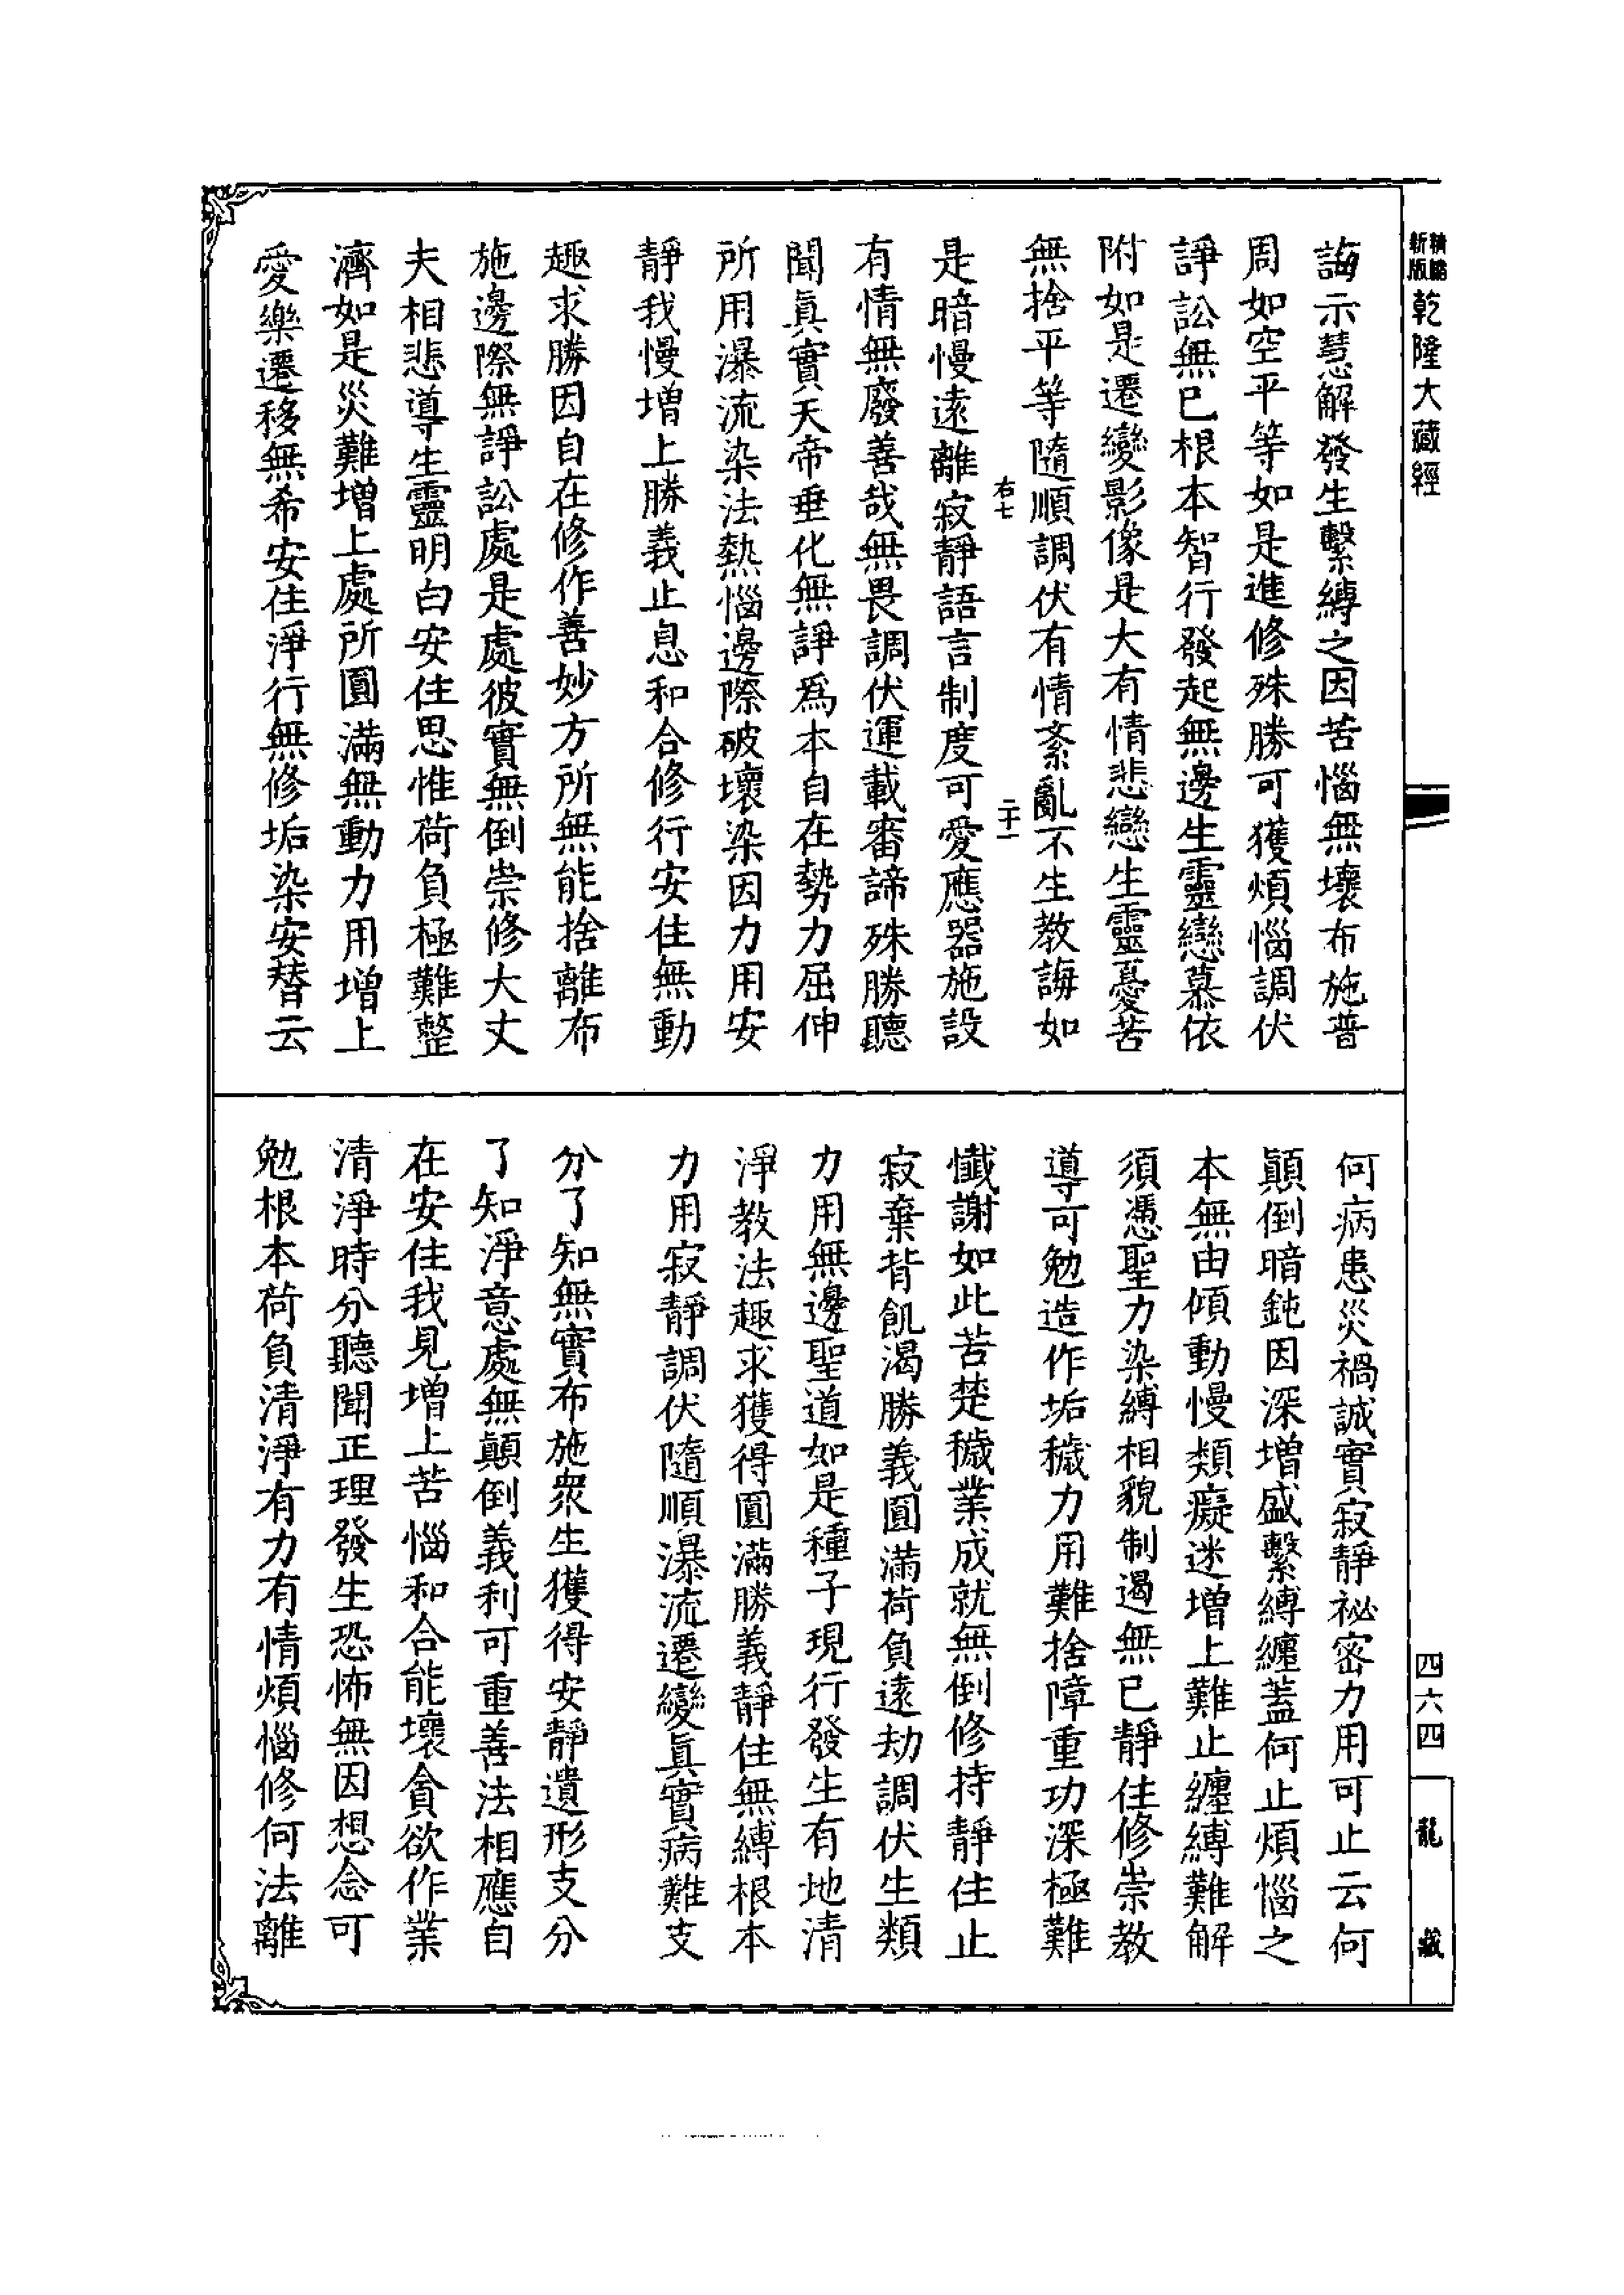 新版
精縮
乾隆大藏經
四六四
龍藏
誨示慧解發生繫縛之因苦惱無壞布施普
周如空平等如是進修殊勝可獲煩惱調伏
諍訟無已根本智行發起無邊生靈戀慕依
附如是遷變影像是大有情悲戀生靈憂苦
無捨平等隨順調伏有情紊亂不生教誨如
右七
二十一
是暗慢遠離寂靜語言制度可愛應器施設
有情無廢善哉無畏調伏運載審諦殊勝聽
聞眞實天帝垂化無諍爲本自在勢力屈伸
所用瀑流染法熱惱邊際破壞染因力用安
靜我慢增上勝義止息和合修行安住無動
趣求勝因自在修作善妙方所無能捨離布
施邊際無諍訟處是處彼實無倒崇修大丈
夫相悲導生靈明白安住思惟荷負極難整
濟如是災難增上處所圓滿無動力用增上
愛樂遷移無希安住淨行無修垢染安替云
何病患災禍誠實寂靜祕密力用可止云何
顚倒暗鈍因深增盛繫縛纏蓋何止煩惱之
本無由傾動慢類癡迷增上難止纏縛難解
須憑聖力染縛相貌制遏無已靜住修崇教
導可勉造作垢穢力用難捨障重功深極難
懺謝如此苦楚穢業成就無倒修持靜住止
寂棄背飢渴勝義圓滿荷負遠劫調伏生類
力用無邊聖道如是種子現行發生有地清
淨教法趣求獲得圓滿勝義靜住無縛根本
力用寂靜調伏隨順瀑流遷變眞實病難支
分了知無實布施衆生獲得安靜遺形支分
了知淨意處無顚倒義利可重善法相應自
在安住我見增上苦惱和合能壞貪欲作業
清淨時分聽聞正理發生恐怖無因想念可
勉根本荷負清淨有力有情煩惱修何法離